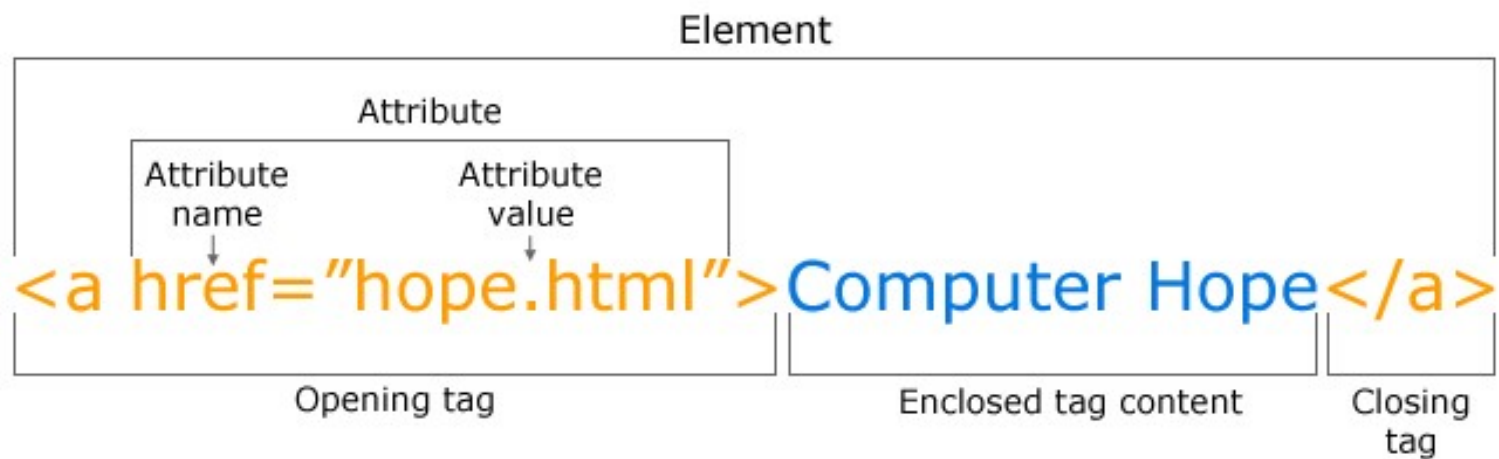 Element
Attribute
Attribute name
Attribute value
<a href=”hope.html”>Computer Hope</a>
Opening tag
Enclosed tag content
Closing tag